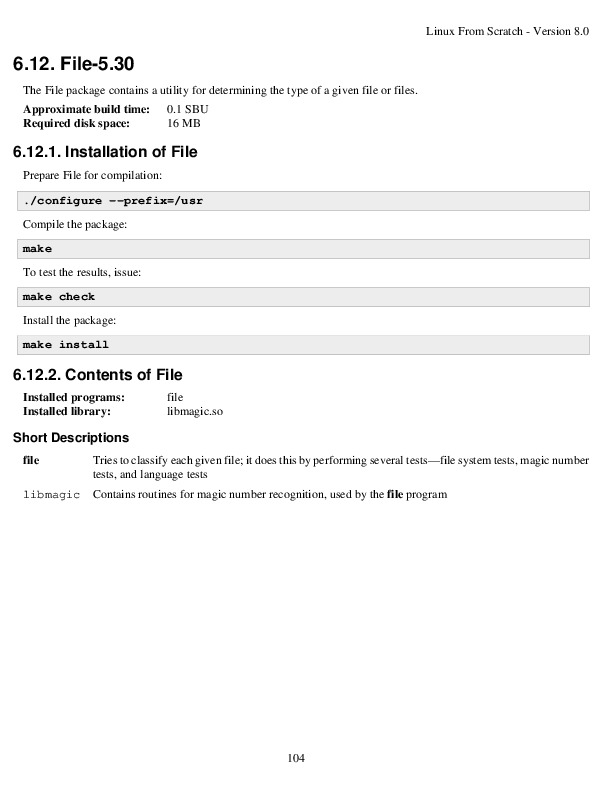 Linux From Scratch - Version 8.0
6.12. File-5.30
The File package contains a utility for determining the type of a given file or files.
Approximate build time: 0.1 SBU
Required disk space: 16 MB
6.12.1. Installation of File
Prepare File for compilation:
./configure --prefix=/usr
Compile the package:
make
To test the results, issue:
make check
Install the package:
make install
6.12.2. Contents of File
Installed programs: file
Installed library: libmagic.so
Short Descriptions
file Tries to classify each given file; it does this by performing several tests—file system tests, magic number
tests, and language tests
libmagic Contains routines for magic number recognition, used by the file program
104